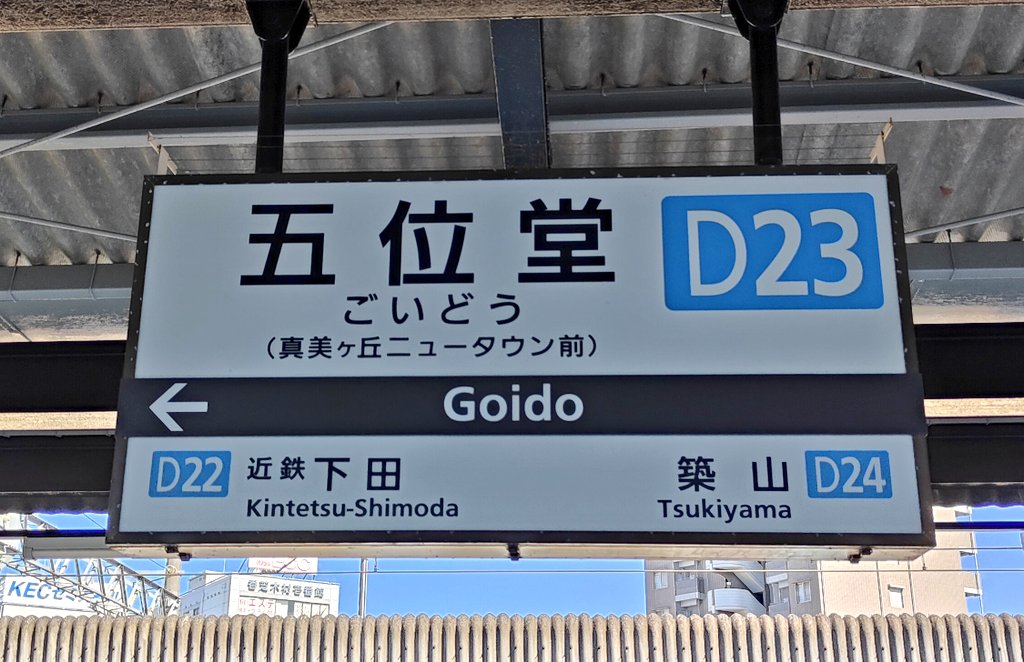 五位堂 D23
ごいどう
（真美ヶ丘ニュータウン前）
Goido
D22 近鉄下田
Kintetsu-Shimoda
築山 D24
Tsukiyama
KEC